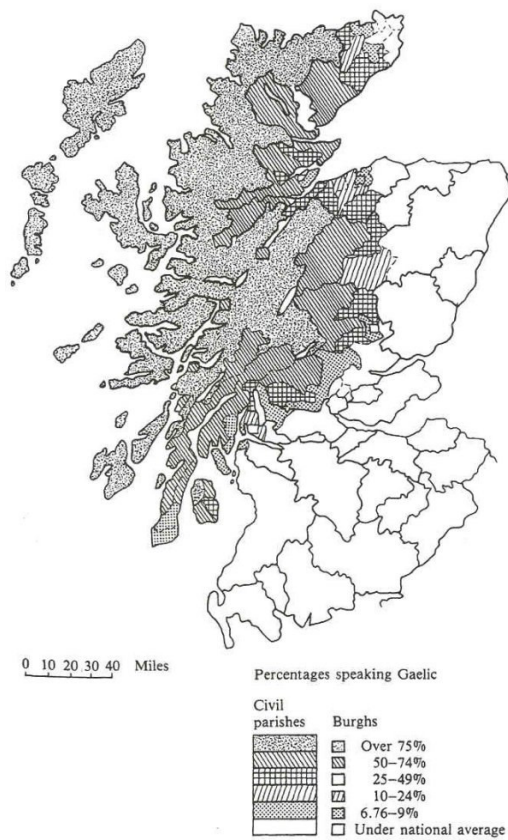 0 10 20 30 40 Miles
Percentages speaking Gaelic
Civil
parishes
Burghs
Over 75%
50–74%
25–49%
10–24%
6.76–9%
Under national average